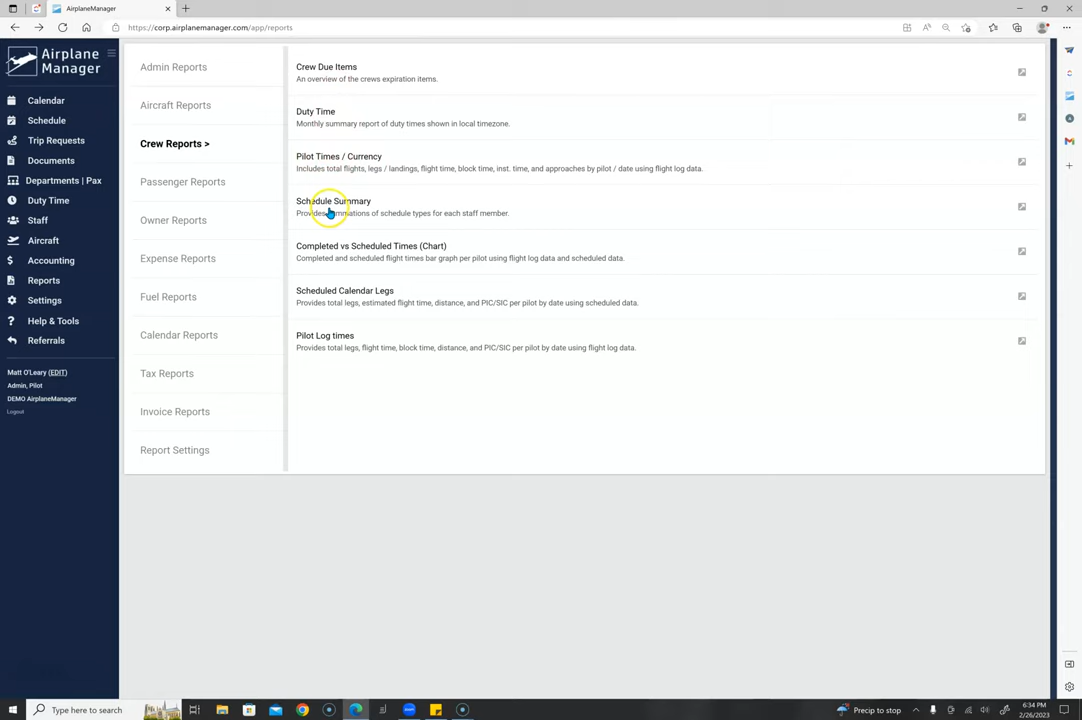 AirplaneManager
https://corp.airplanemanager.com/app/reports
Airplane
Manager
Calendar
Schedule
Trip Requests
Documents
Departments | Pax
Duty Time
Staff
Aircraft
Accounting
Reports
Settings
Help & Tools
Referrals
Matt O'Leary (EDIT)
Admin, Pilot
DEMO AirplaneManager
Logout
Admin Reports
Aircraft Reports
Crew Reports >
Passenger Reports
Owner Reports
Expense Reports
Fuel Reports
Calendar Reports
Tax Reports
Invoice Reports
Report Settings
Crew Due Items
An overview of the crews expiration items.
Duty Time
Monthly summary report of duty times shown in local timezone.
Pilot Times / Currency
Includes total flights, legs / landings, flight time, block time, inst. time, and approaches by pilot / date using flight log data.
Schedule Summary
Provides summations of schedule types for each staff member.
Completed vs Scheduled Times (Chart)
Completed and scheduled flight times bar graph per pilot using flight log data and scheduled data.
Scheduled Calendar Legs
Provides total legs, estimated flight time, distance, and PIC/SIC per pilot by date using scheduled data.
Pilot Log times
Provides total legs, flight time, block time, distance, and PIC/SIC per pilot by date using flight log data.
Type here to search
Precip to stop
6:34 PM
2/26/2023